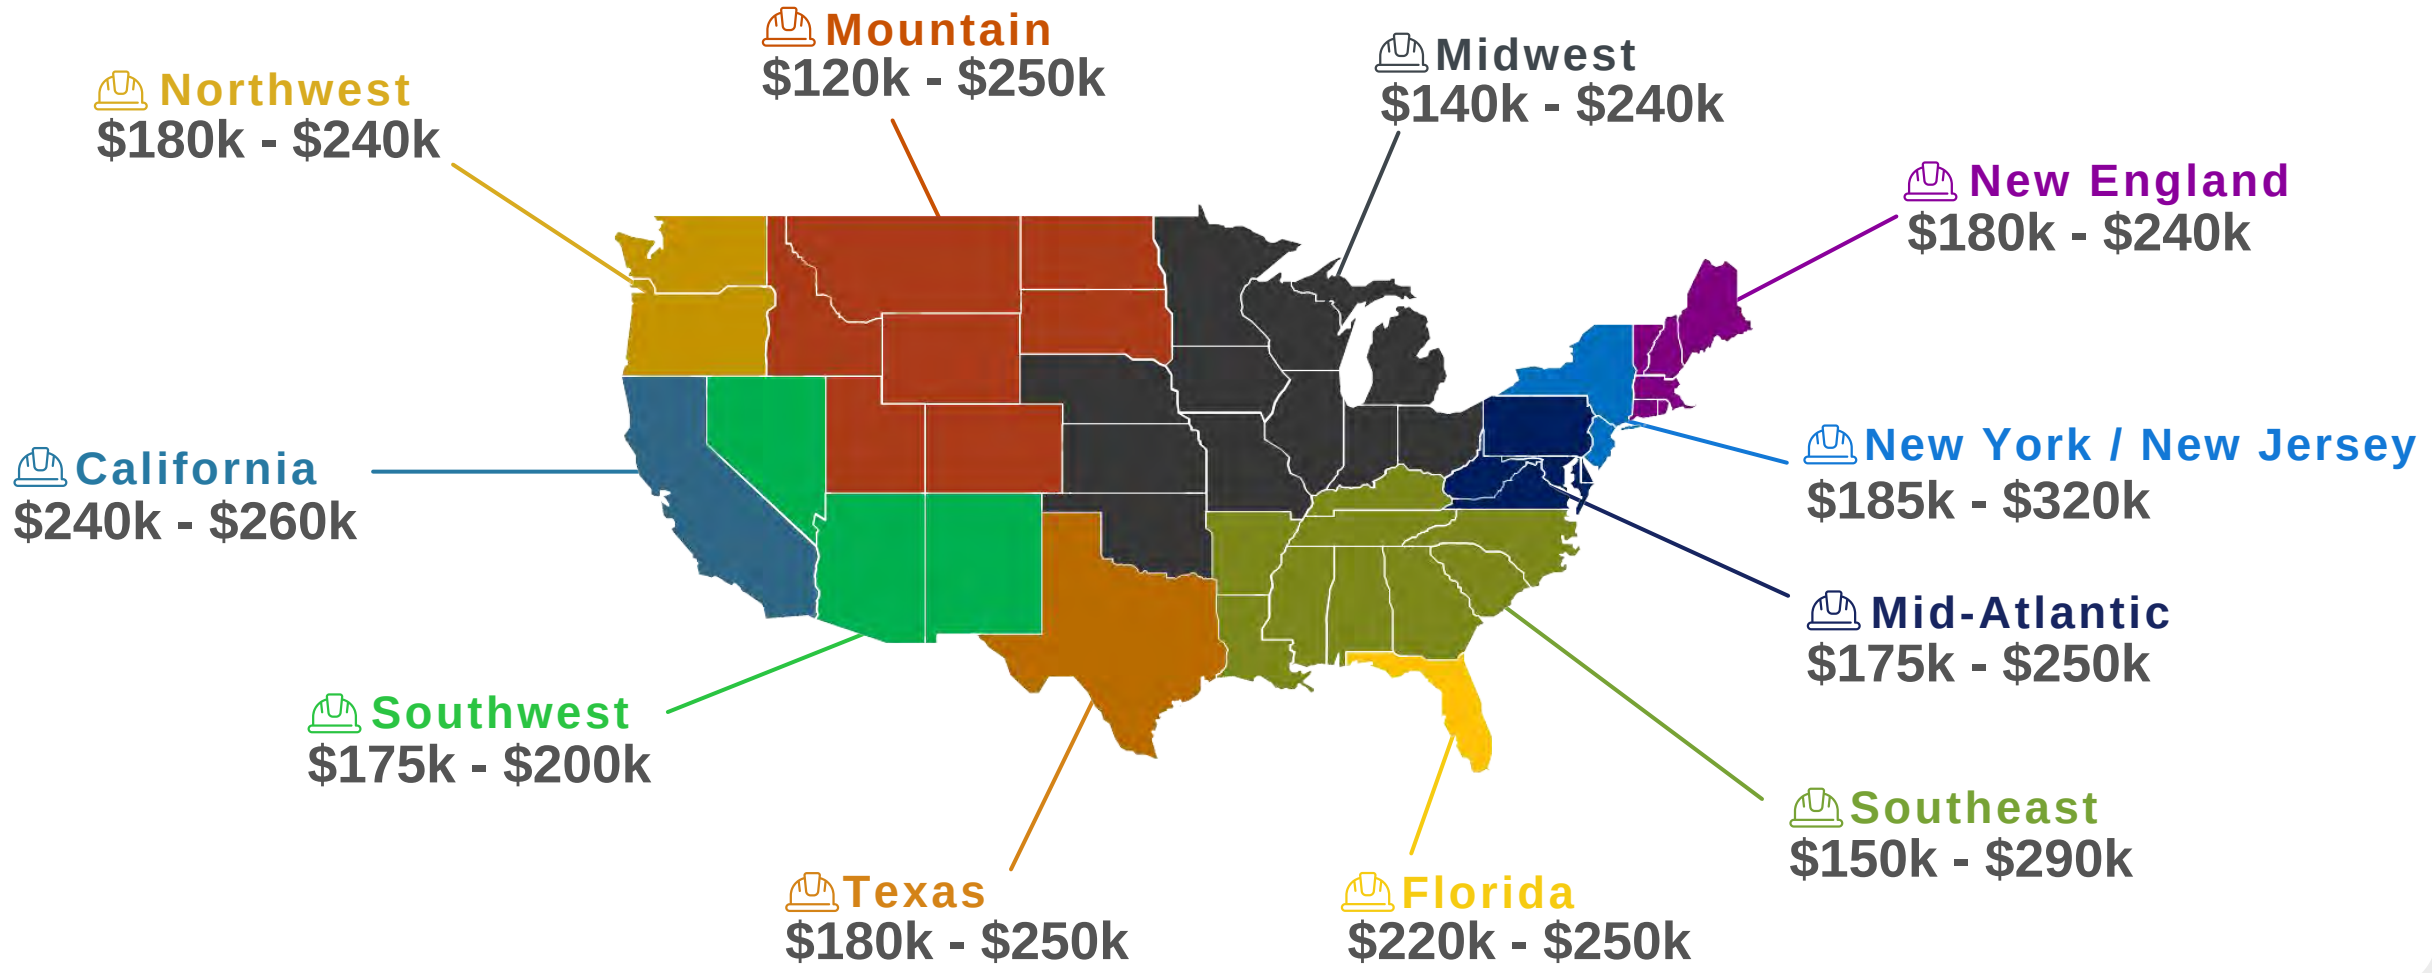 Mountain
$120k - $250k
Midwest
$140k - $240k
Northwest
$180k - $240k
New England
$180k - $240k
California
$240k - $260k
New York / New Jersey
$185k - $320k
Mid-Atlantic
$175k - $250k
Southwest
$175k - $200k
Southeast
$150k - $290k
Texas
$180k - $250k
Florida
$220k - $250k